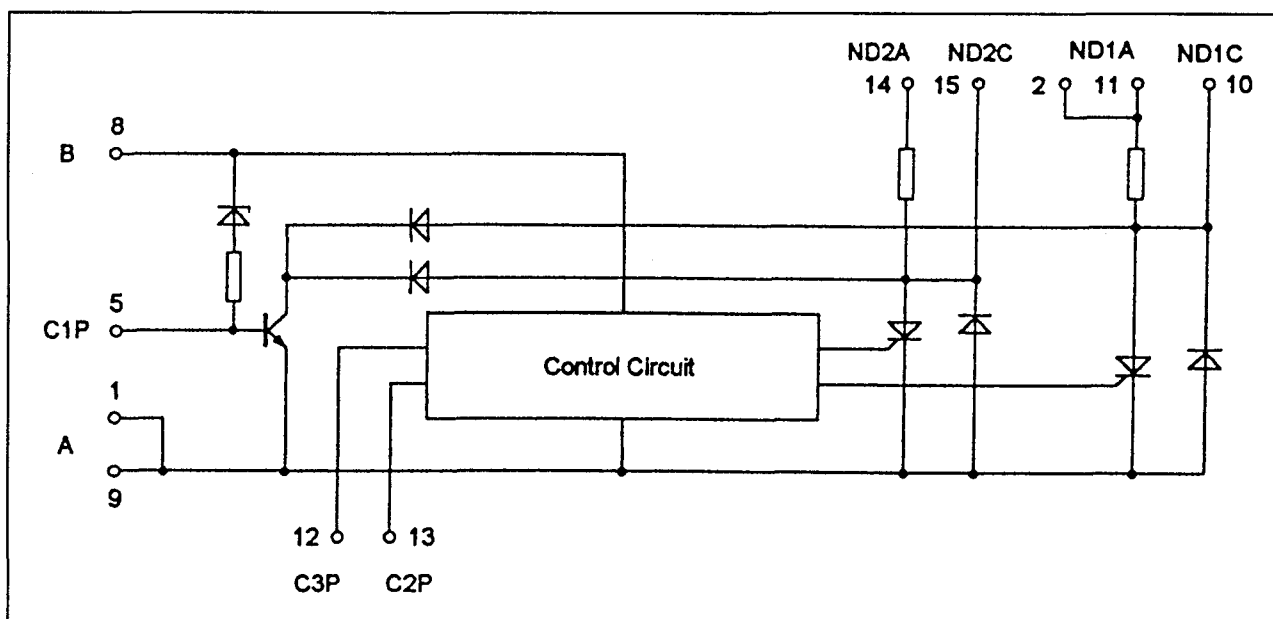 ND2A ND2C ND1A ND1C
14 15 2 11 10
8
B
5
C1P
Control Circuit
1
A
9
12 13
C3P C2P